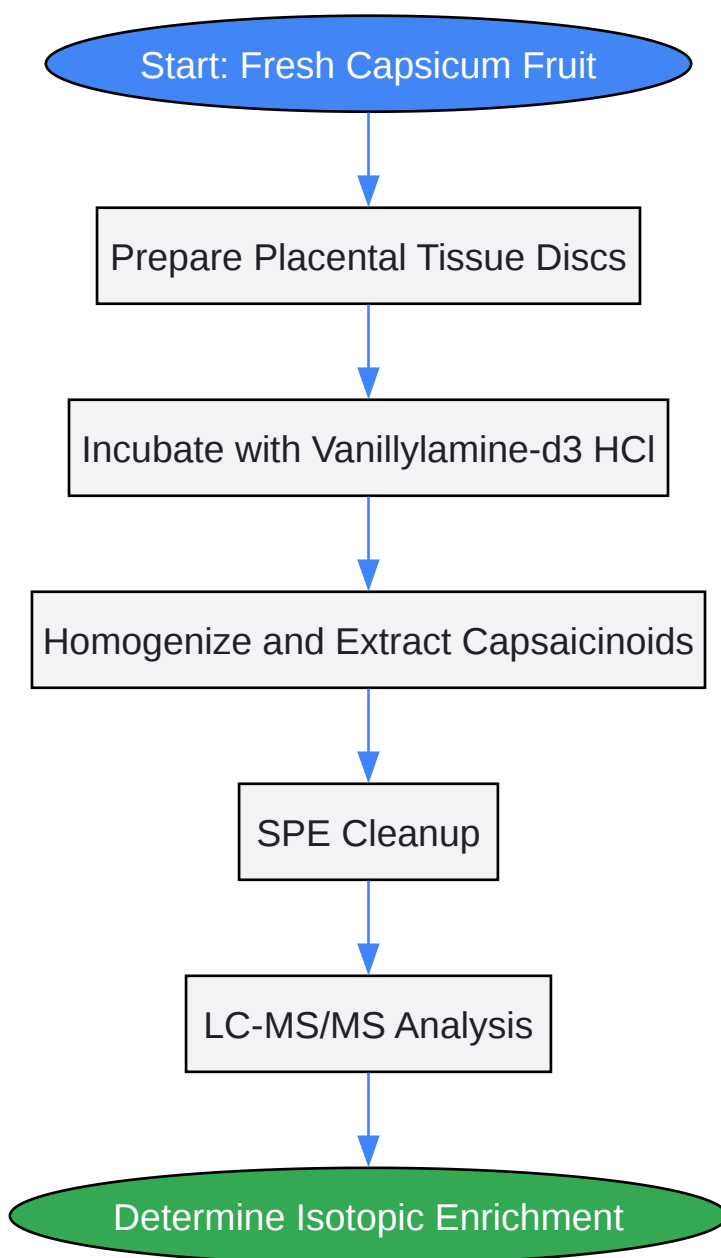 Start: Fresh Capsicum Fruit
Prepare Placental Tissue Discs
Incubate with Vanillylamine-d3 HCl
Homogenize and Extract Capsaicinoids
SPE Cleanup
LC-MS/MS Analysis
Determine Isotopic Enrichment